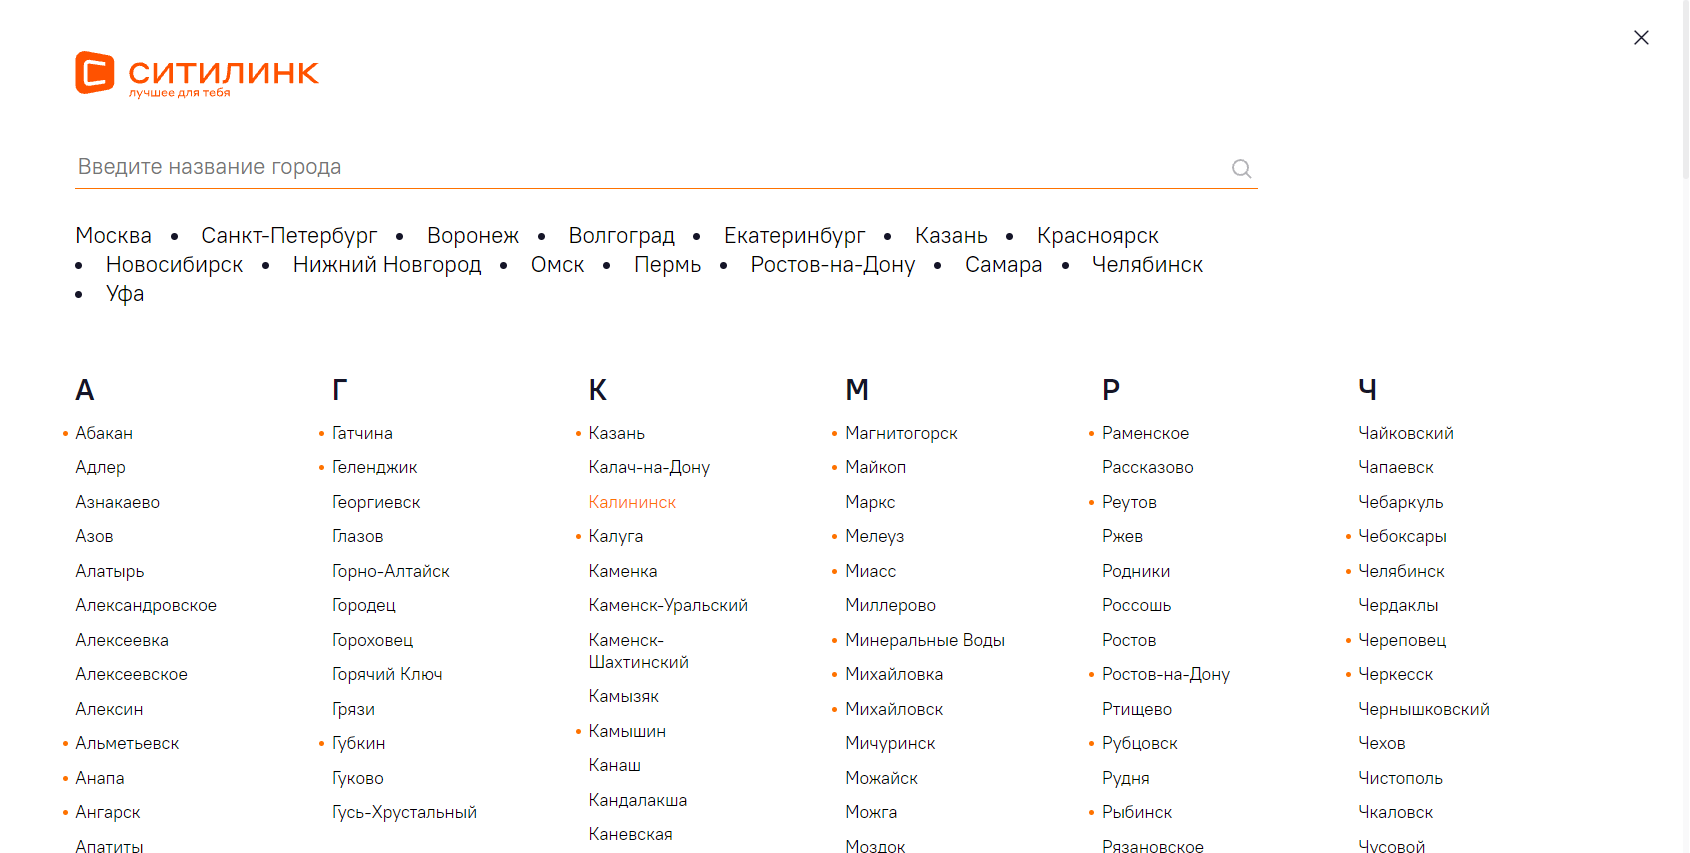 СИТИЛИНК
лучшее для тебя
Введите название города
Москва • Санкт-Петербург • Воронеж • Волгоград • Екатеринбург • Казань • Красноярск
• Новосибирск • Нижний Новгород • Омск • Пермь • Ростов-на-Дону • Самара • Челябинск
• Уфа
А
• Абакан
Адлер
Азнакаево
Азов
Алатырь
Александровское
Алексеевка
Алексеевское
Алексин
• Альметьевск
• Анапа
• Ангарск
Апатиты
Г
• Гатчина
• Геленджик
Георгиевск
Глазов
Горно-Алтайск
Городец
Гороховец
Горячий Ключ
Грязи
• Губкин
Гуково
Гусь-Хрустальный
К
• Казань
Калач-на-Дону
Калининск
• Калуга
Каменка
Каменск-Уральский
Каменск-
Шахтинский
Камызяк
• Камышин
Канаш
Кандалакша
Каневская
М
• Магнитогорск
• Майкоп
Маркс
• Мелеуз
• Миасс
Миллерово
• Минеральные Воды
• Михайловка
• Михайловск
Мичуринск
Можайск
Можга
Моздок
Р
• Раменское
Рассказово
• Реутов
Ржев
Родники
Россошь
Ростов
• Ростов-на-Дону
Ртищево
• Рубцовск
Рудня
• Рыбинск
Рязановское
Ч
Чайковский
Чапаевск
Чебаркуль
• Чебоксары
• Челябинск
Чердаклы
• Череповец
• Черкесск
Чернышковский
Чехов
Чистополь
Чкаловск
Чусовой